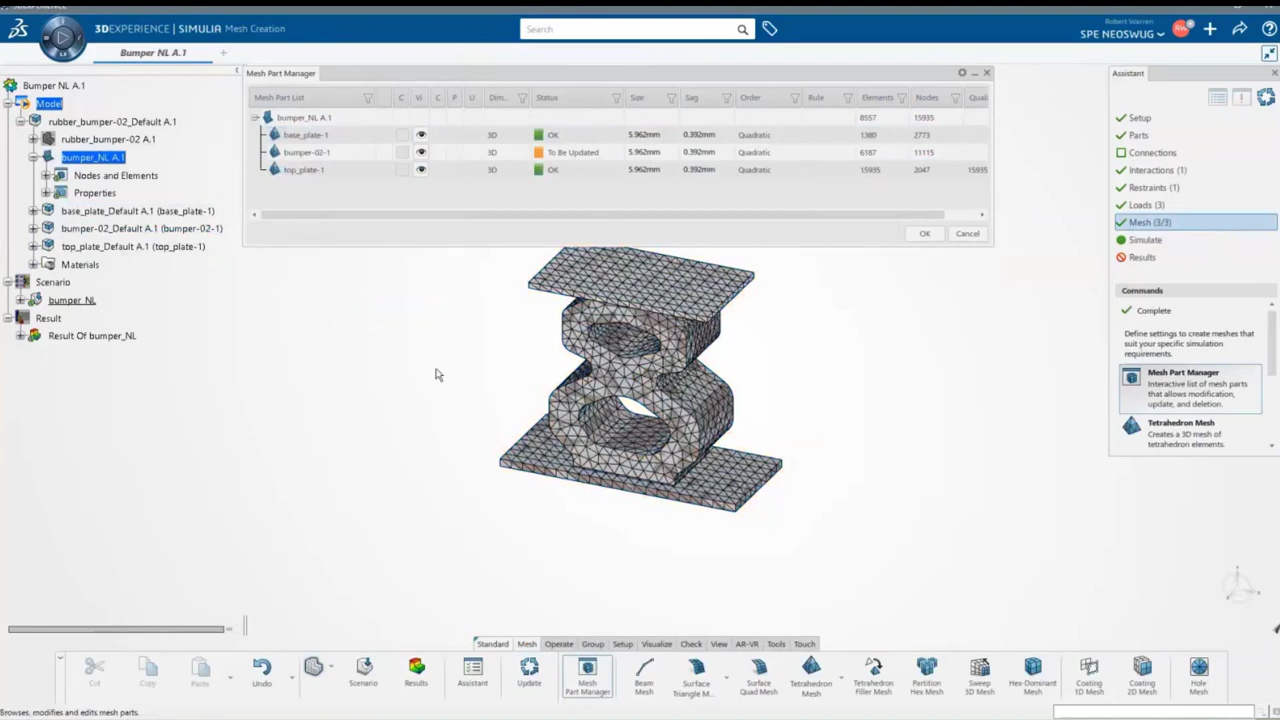 3DEXPERIENCE
3DEXPERIENCE | SIMULIA Mesh Creation
Search
Robert Warren
SPE NEOSWUG
RW
Bumper NL A.1
Bumper NL A.1
Model
rubber_bumper-02_Default A.1
rubber_bumper-02 A.1
bumper_NL A.1
Nodes and Elements
Properties
base_plate_Default A.1 (base_plate-1)
bumper-02_Default A.1 (bumper-02-1)
top_plate_Default A.1 (top_plate-1)
Materials
Scenario
bumper_NL
Result
Result Of bumper_NL
Mesh Part Manager
Mesh Part List C Vi C P U Dim... Status Size Sag Order Rule Elements Nodes Quali
bumper_NL A.1 8557 15935
base_plate-1 3D OK 5.962mm 0.392mm Quadratic 1380 2773
bumper-02-1 3D To Be Updated 5.962mm 0.392mm Quadratic 6187 11115
top_plate-1 3D OK 5.962mm 0.392mm Quadratic 15935 2047 15935
OK Cancel
Assistant
Setup
Parts
Connections
Interactions (1)
Restraints (1)
Loads (3)
Mesh (3/3)
Simulate
Results
Commands
Complete
Define settings to create meshes that
suit your specific simulation
requirements.
Mesh Part Manager
Interactive list of mesh parts
that allows modification,
update, and deletion.
Tetrahedron Mesh
Creates a 3D mesh of
tetrahedron elements.
Standard Mesh Operate Group Setup Visualize Check View AR-VR Tools Touch
Cut Copy Paste Undo Scenario Results Assistant Update Mesh Part Manager Beam Mesh Surface Triangle M... Surface Quad Mesh Tetrahedron Mesh Tetrahedron Filler Mesh Partition Hex Mesh Sweep 3D Mesh Hex-Dominant Mesh Coating 1D Mesh Coating 2D Mesh Hole Mesh
Browses, modifies and edits mesh parts.